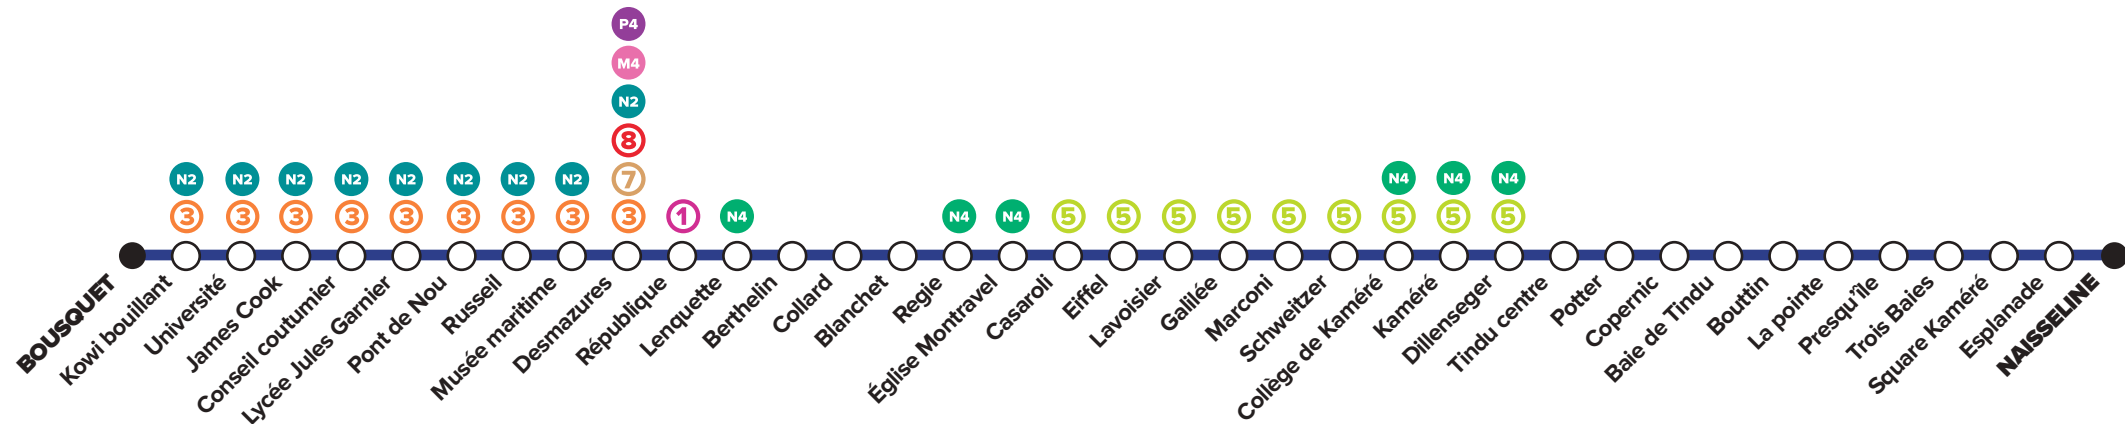 P4
M4
N2
8
N2 N2 N2 N2 N2 N2 N2 N2 7 N4 N4 N4
3 3 3 3 3 3 3 3 3 1 N4 N4 N4 5 5 5 5 5 5 5 5 5
BOUSQUET
Kowi bouillant
Université
James Cook
Conseil coutumier
Lycée Jules Garnier
Pont de Nou
Russeil
Musée maritime
Desmazures
République
Lenquette
Berthelin
Collard
Blanchet
Regie
Église Montravel
Casaroli
Eiffel
Lavoisier
Galilée
Marconi
Schweitzer
Collège de Kaméré
Kaméré
Dillenseger
Tindu centre
Potter
Copernic
Baie de Tindu
Bouttin
La pointe
Presqu'île
Trois Baies
Square Kaméré
Esplanade
NAISSELINE